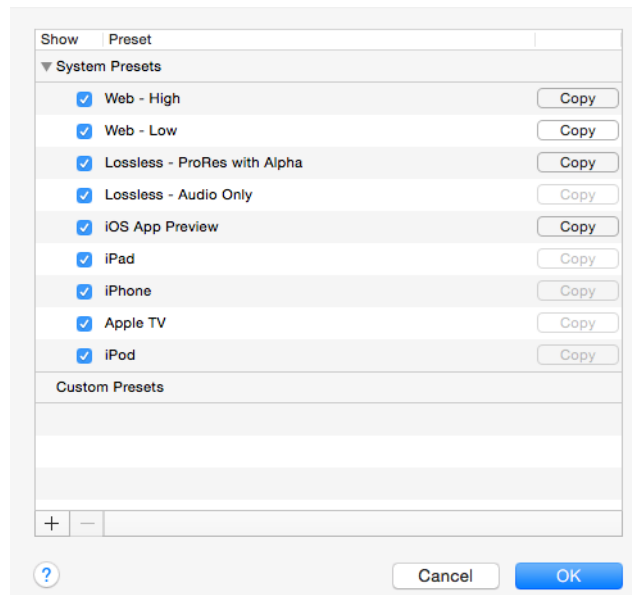 Show Preset
System Presets
Web - High Copy
Web - Low Copy
Lossless - ProRes with Alpha Copy
Lossless - Audio Only Copy
iOS App Preview Copy
iPad Copy
iPhone Copy
Apple TV Copy
iPod Copy
Custom Presets
+ −
? Cancel OK